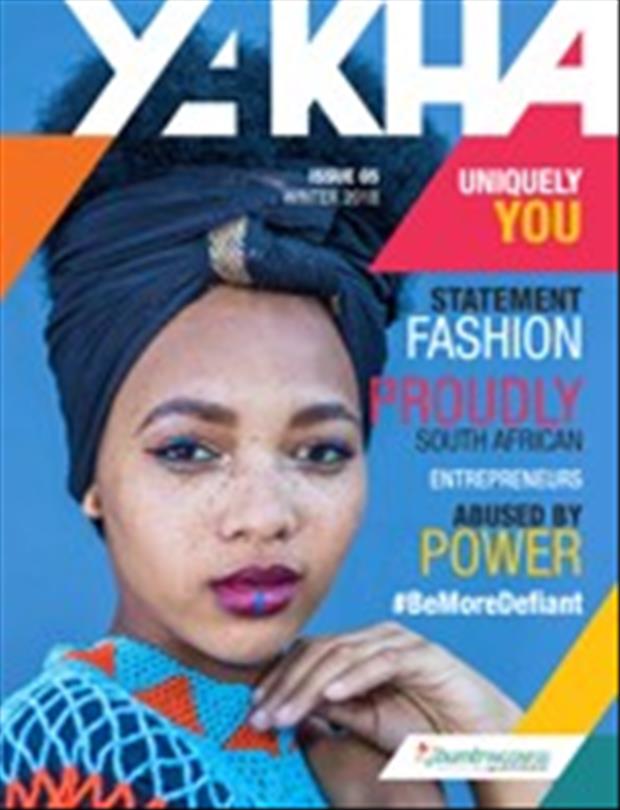 YAKHA
ISSUE 05
WINTER 2018
UNIQUELY
YOU
STATEMENT
FASHION
PROUDLY
SOUTH AFRICAN
ENTREPRENEURS
ABUSED BY
POWER
#BeMoreDefiant